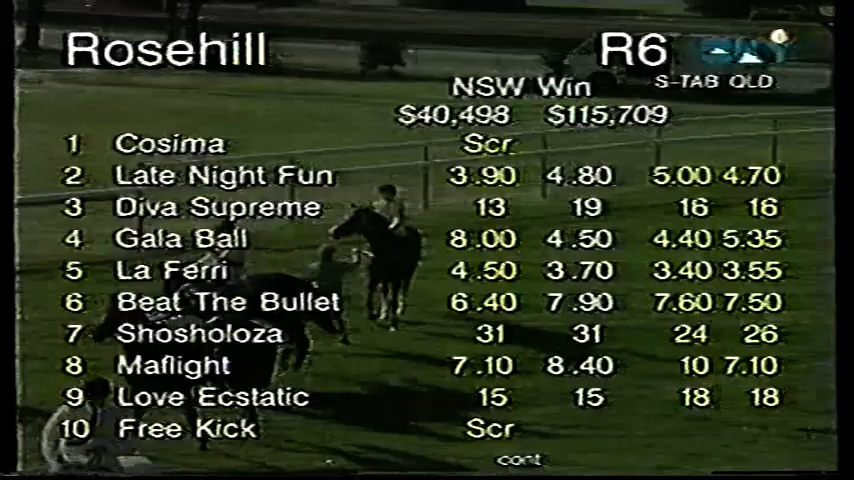 Rosehill R6
NSW Win S-TAB QLD
$40,498 $115,709
1 Cosima Scr
2 Late Night Fun 3.90 4.80 5.00 4.70
3 Diva Supreme 13 19 16 16
4 Gala Ball 8.00 4.50 4.40 5.35
5 La Ferri 4.50 3.70 3.40 3.55
6 Beat The Bullet 6.40 7.90 7.60 7.50
7 Shosholoza 31 31 24 26
8 Maflight 7.10 8.40 10 7.10
9 Love Ecstatic 15 15 18 18
10 Free Kick Scr
cont